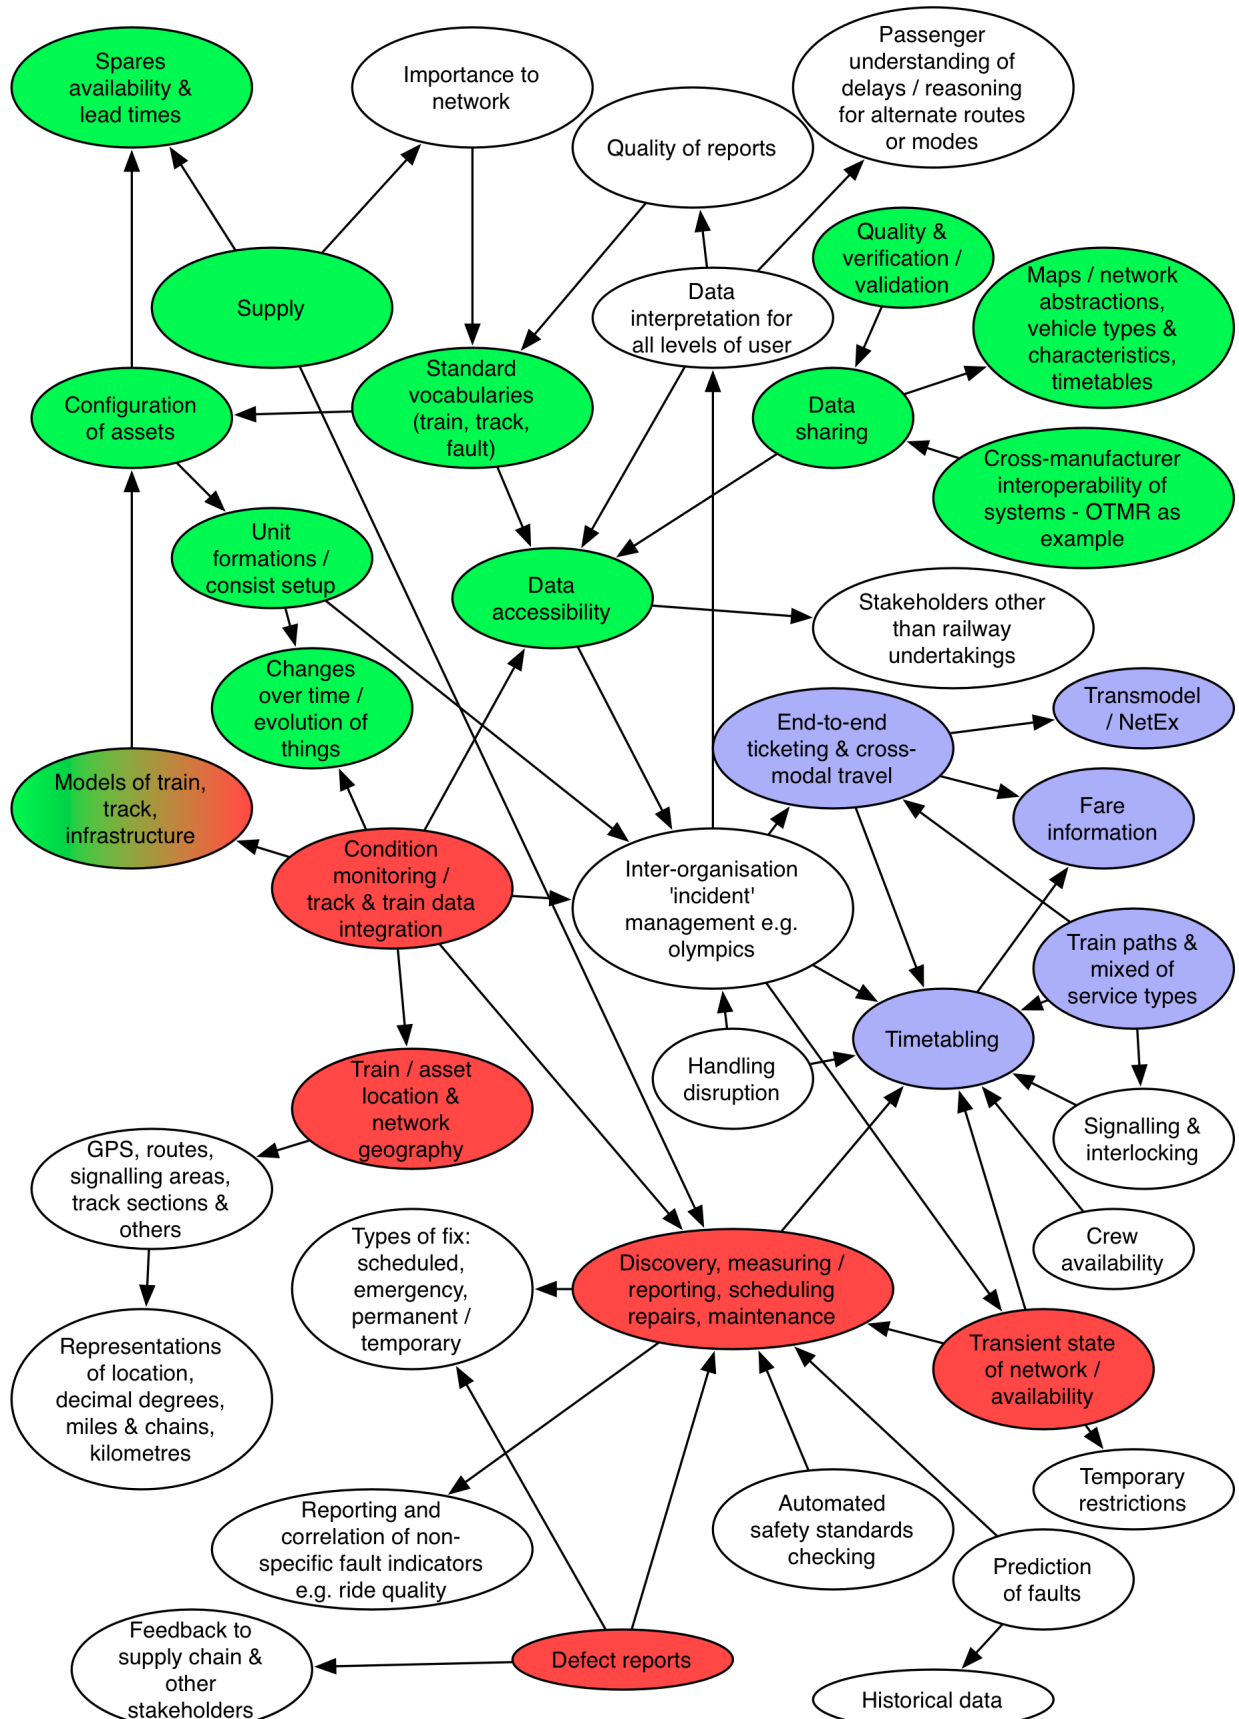 Spares
availability &
lead times
Importance to
network
Passenger
understanding of
delays / reasoning
for alternate routes
or modes
Quality of reports
Quality &
verification /
validation
Maps / network
abstractions,
vehicle types &
characteristics,
timetables
Supply
Data
interpretation for
all levels of user
Configuration
of assets
Standard
vocabularies
(train, track,
fault)
Data
sharing
Cross-manufacturer
interoperability of
systems - OTMR as
example
Unit
formations /
consist setup
Data
accessibility
Stakeholders other
than railway
undertakings
Changes
over time /
evolution of
things
End-to-end
ticketing & cross-
modal travel
Transmodel
/ NetEx
Models of train,
track,
infrastructure
Fare
information
Condition
monitoring /
track & train data
integration
Inter-organisation
'incident'
management e.g.
olympics
Train paths &
mixed of
service types
Timetabling
Handling
disruption
Train / asset
location &
network
geography
Signalling &
interlocking
GPS, routes,
signalling areas,
track sections &
others
Crew
availability
Types of fix:
scheduled,
emergency,
permanent /
temporary
Discovery, measuring /
reporting, scheduling
repairs, maintenance
Transient state
of network /
availability
Representations
of location,
decimal degrees,
miles & chains,
kilometres
Temporary
restrictions
Reporting and
correlation of non-
specific fault indicators
e.g. ride quality
Automated
safety standards
checking
Prediction
of faults
Feedback to
supply chain &
other
stakeholders
Defect reports
Historical data